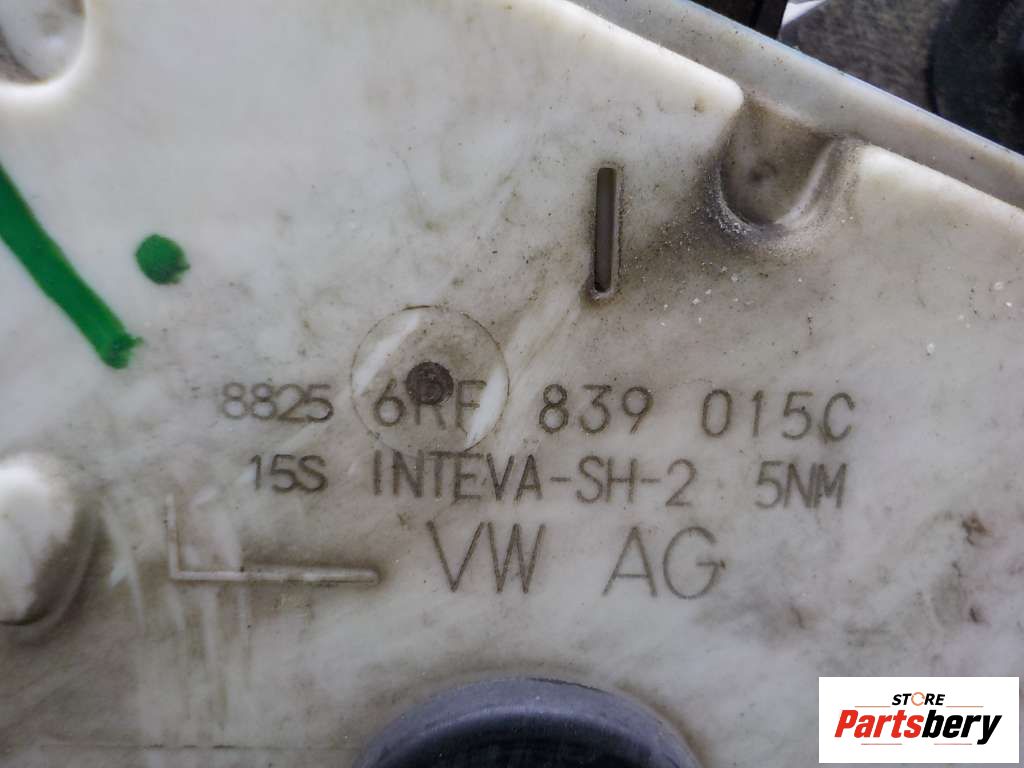 8825 6RF 839 015C
15S INTEVA-SH-2 5NM
VW AG
STORE
Partsbery